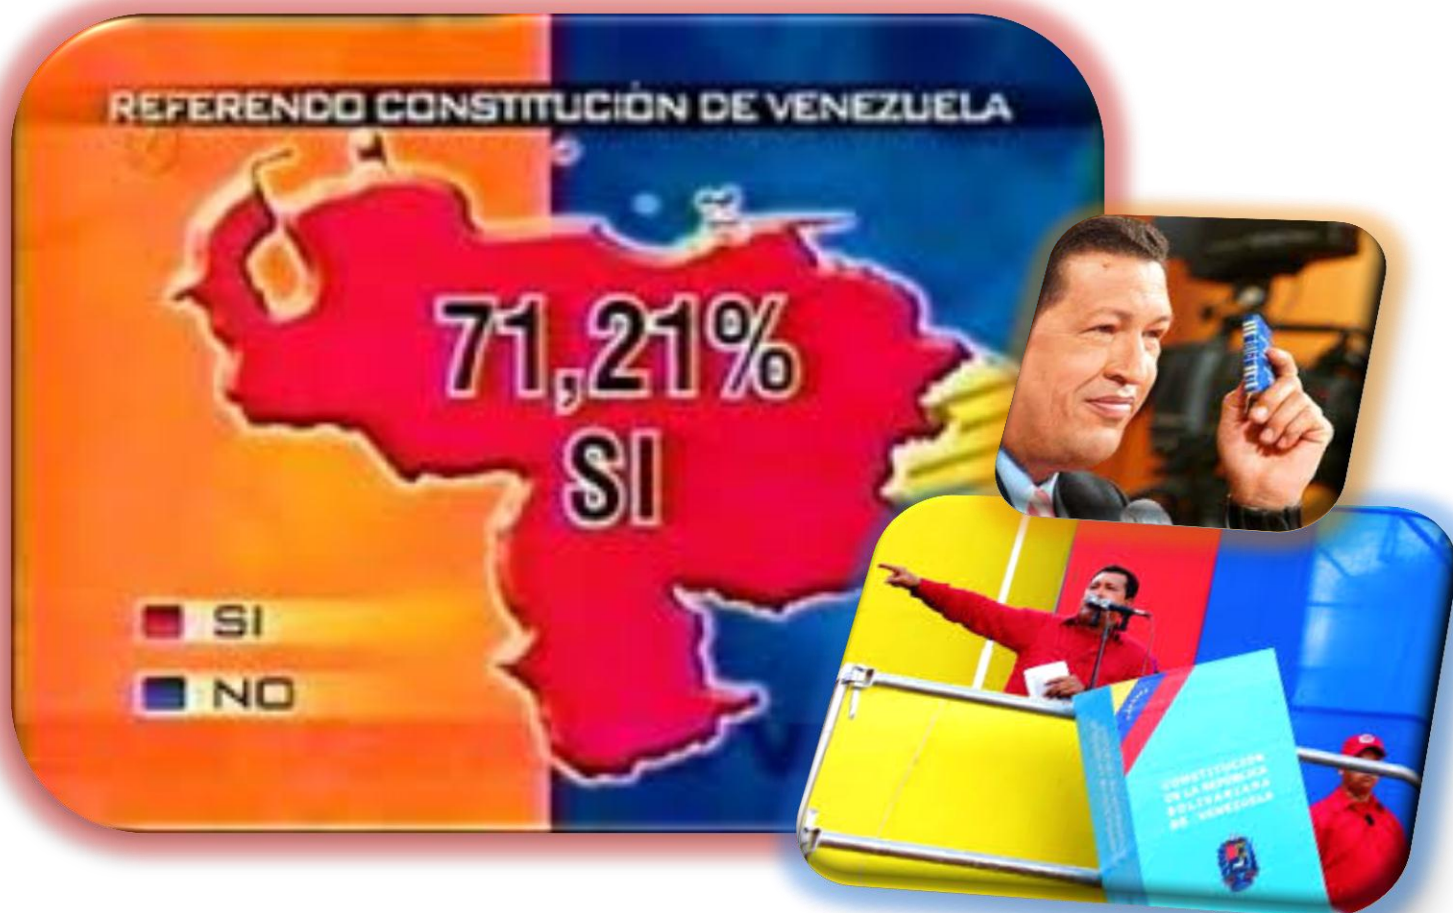 REFERENDO CONSTITUCIÓN DE VENEZUELA
71,21%
SI
SI
NO
CONSTITUCIÓN
DE LA REPÚBLICA
BOLIVARIANA
DE VENEZUELA